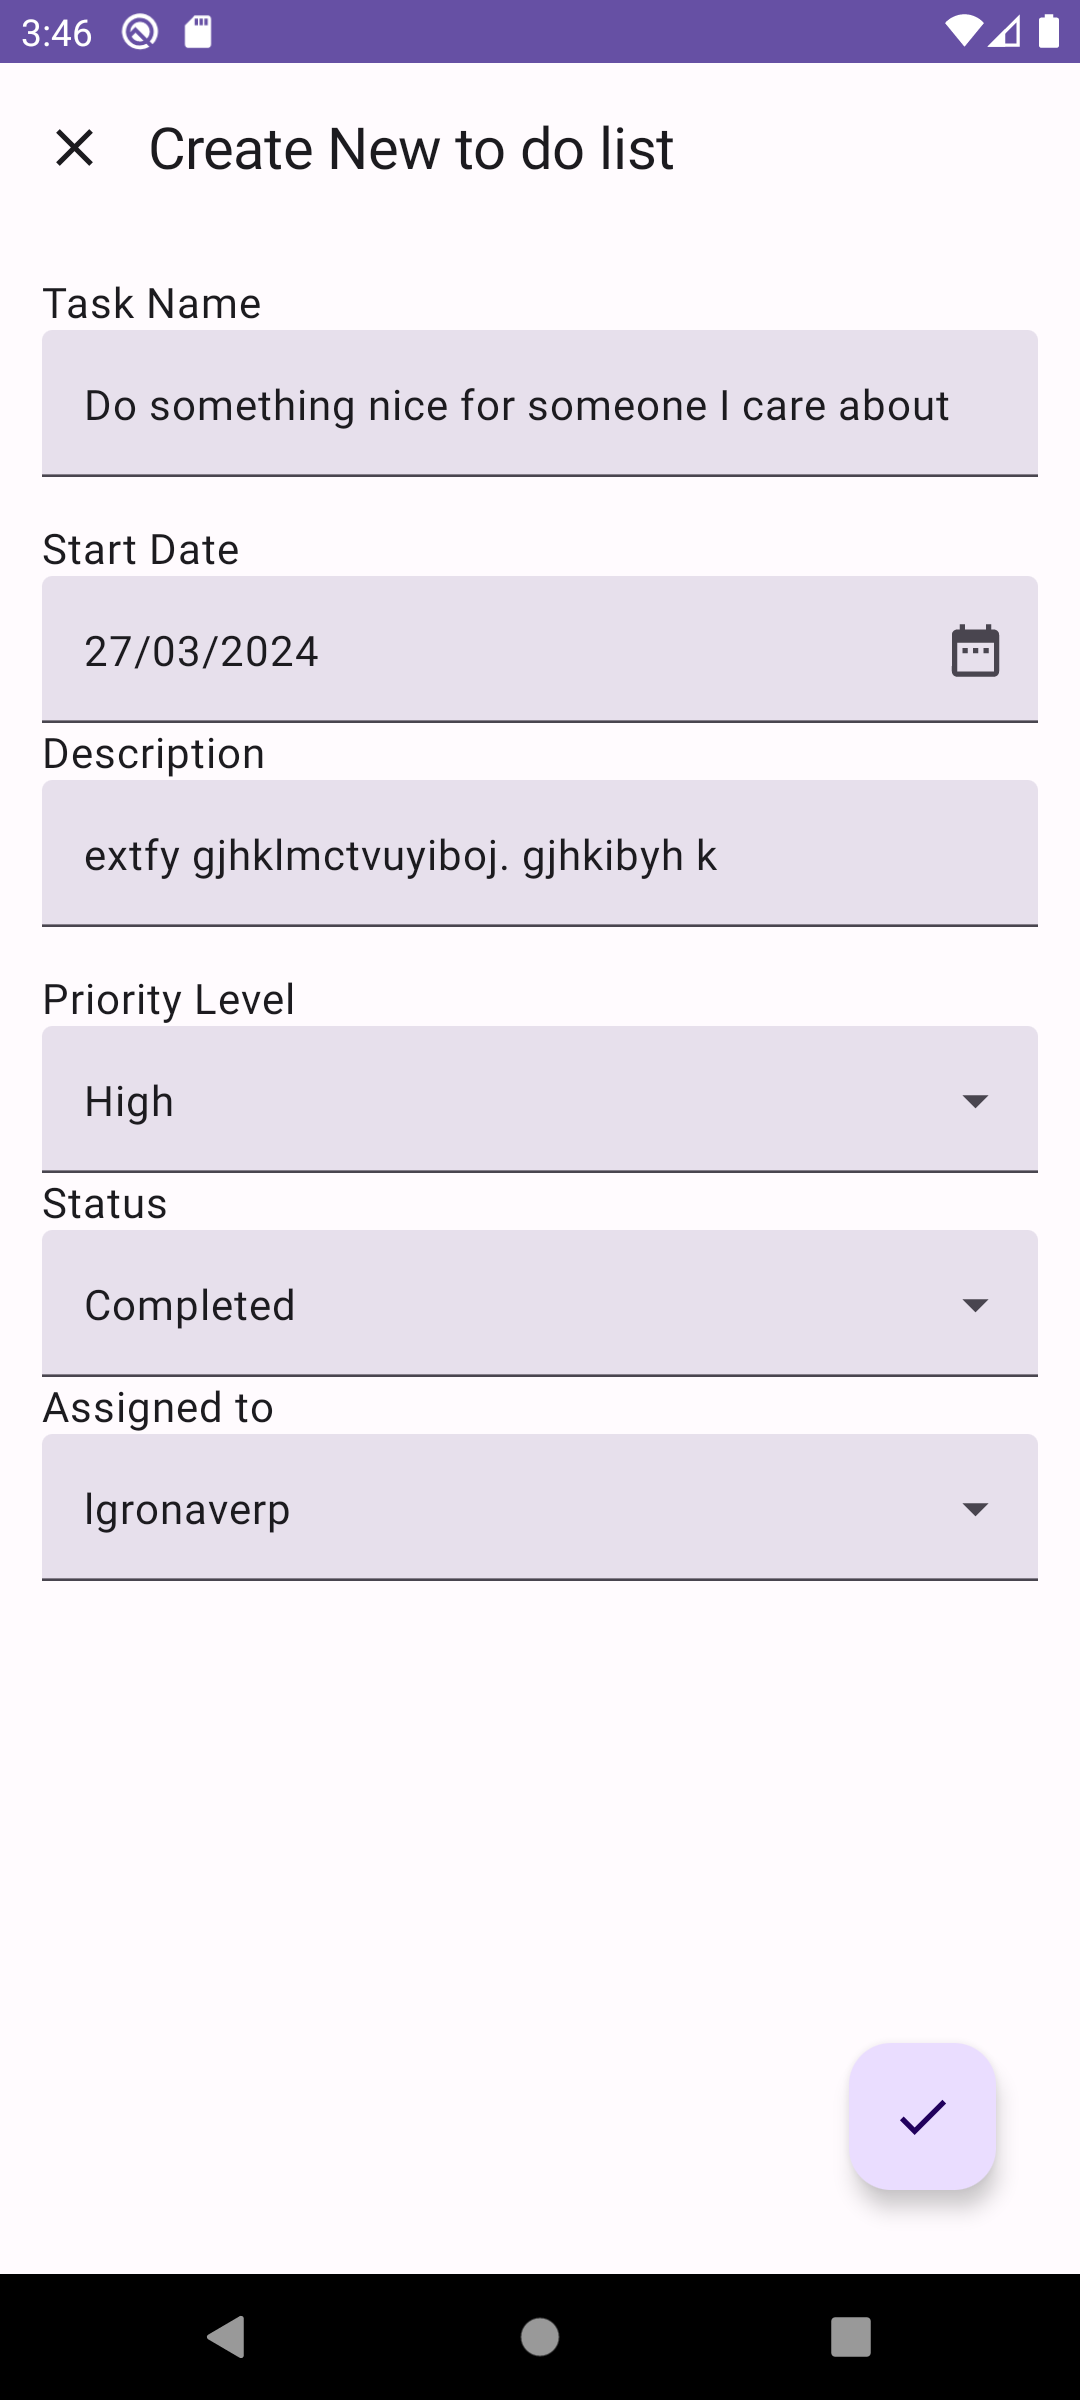 3:46
Create New to do list
Task Name
Do something nice for someone I care about
Start Date
27/03/2024
Description
extfy gjhklmctvuyiboj. gjhkibyh k
Priority Level
High
Status
Completed
Assigned to
lgronaverp